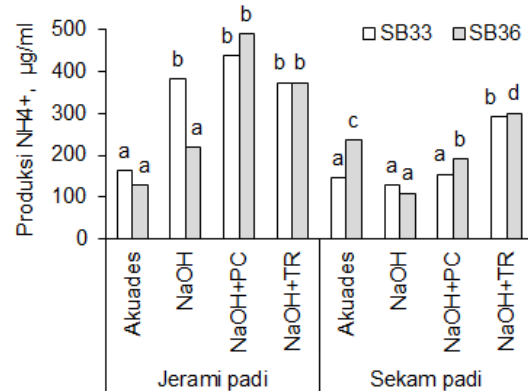 Produksi NH4+, µg/ml
500
400
300
200
100
0
SB33 SB36
a a b a b b b b a c a a a b b d
Akuades NaOH NaOH+PC NaOH+TR Akuades NaOH NaOH+PC NaOH+TR
Jerami padi Sekam padi